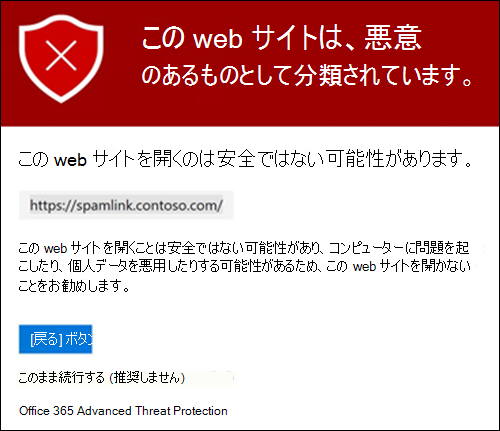 この web サイトは、悪意
のあるものとして分類されています。
この web サイトを開くのは安全ではない可能性があります。
https://spamlink.contoso.com/
この web サイトを開くことは安全ではない可能性があり、コンピューターに問題を起
こしたり、個人データを悪用したりする可能性があるため、この web サイトを開かない
ことをお勧めします。
[戻る] ボタン
このまま続行する (推奨しません)
Office 365 Advanced Threat Protection